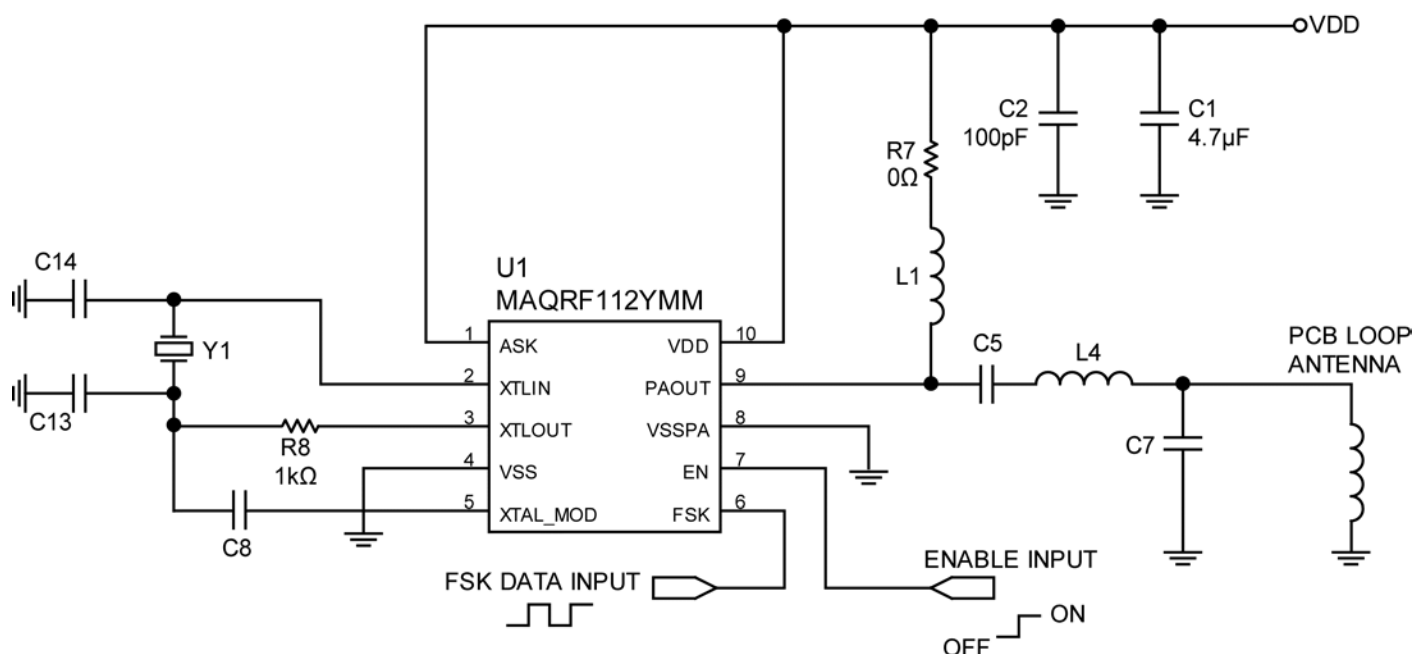 VDD
C2
100pF
C1
4.7µF
R7
0Ω
L1
C14
Y1
C13
R8
1kΩ
C8
U1
MAQRF112YMM
1 ASK
2 XTLIN
3 XTLOUT
4 VSS
5 XTAL_MOD
VDD 10
PAOUT 9
VSSPA 8
EN 7
FSK 6
C5
L4
C7
PCB LOOP
ANTENNA
FSK DATA INPUT
ENABLE INPUT
ON
OFF